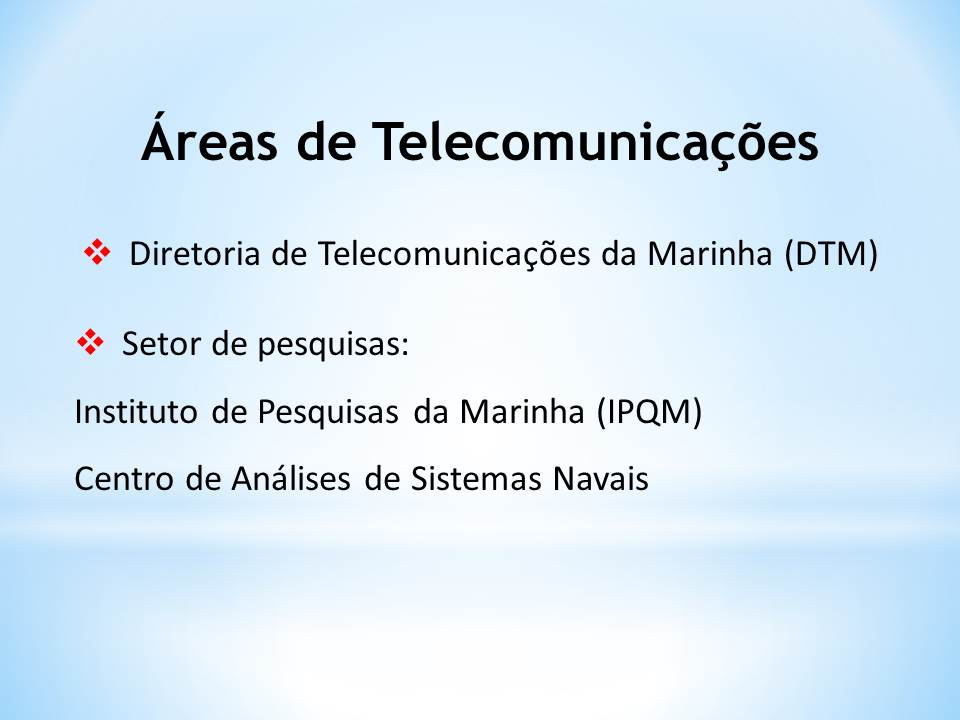 Áreas de Telecomunicações
❖ Diretoria de Telecomunicações da Marinha (DTM)
❖ Setor de pesquisas:
Instituto de Pesquisas da Marinha (IPQM)
Centro de Análises de Sistemas Navais